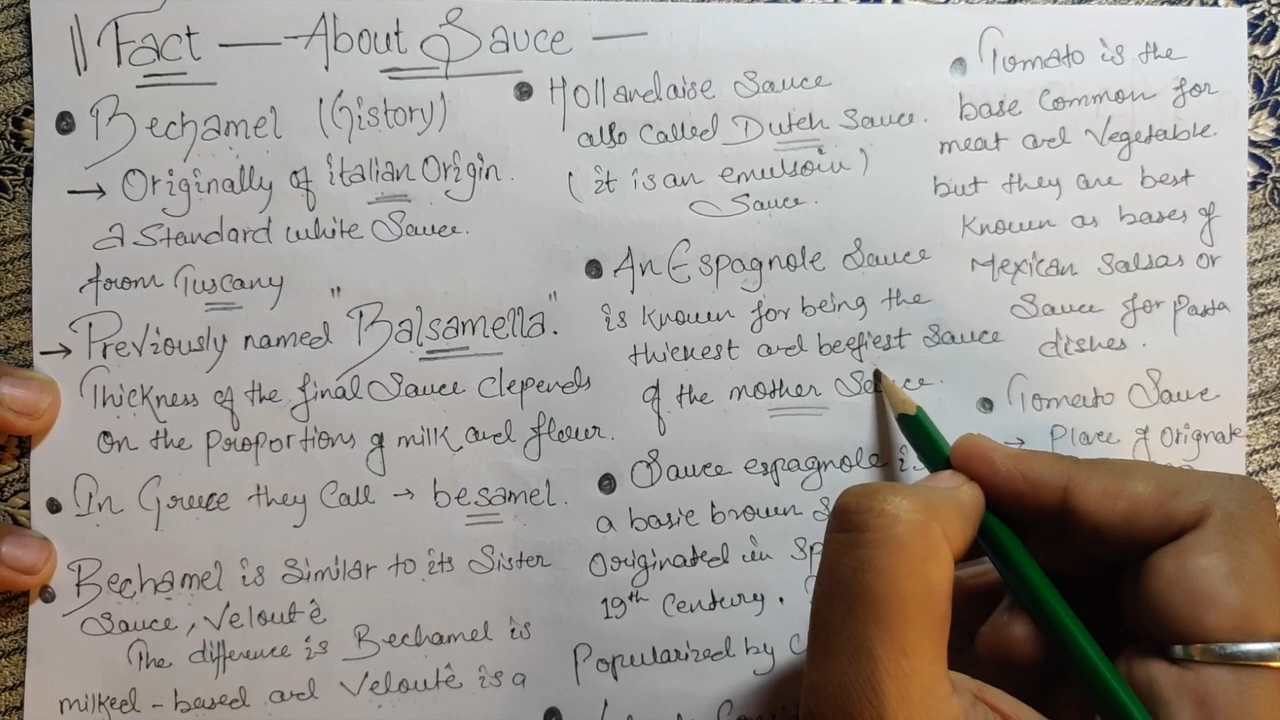 Fact — About Sauce —
• Bechamel (History)
→ Originally of italian Origin.
a Standard white Sauce.
from Tuscany
→ Previously named "Balsamella."
Thickness of the final Sauce depends
on the proportions of milk and flour.
• In Greece they Call → besamel.
• Bechamel is Similar to its Sister
Sauce, Veloutê
The difference is Bechamel is
milked-based and Veloutê is a
• Hollandaise Sauce
also called Dutch Sauce.
(it is an emulsoin)
Sauce.
• An Espagnole Sauce
is known for being the
thickest and beefiest Sauce
of the mother Sauce.
• Sauce espagnole is
a basic brown
Originated in
19th Century.
Popularized by
• Tomato is the
base Common for
meat and Vegetable.
but they are best
Known as bases of
Mexican Salsas or
Sauce for Pasta
dishes.
• Tomato Sauce
→ Place of Originate